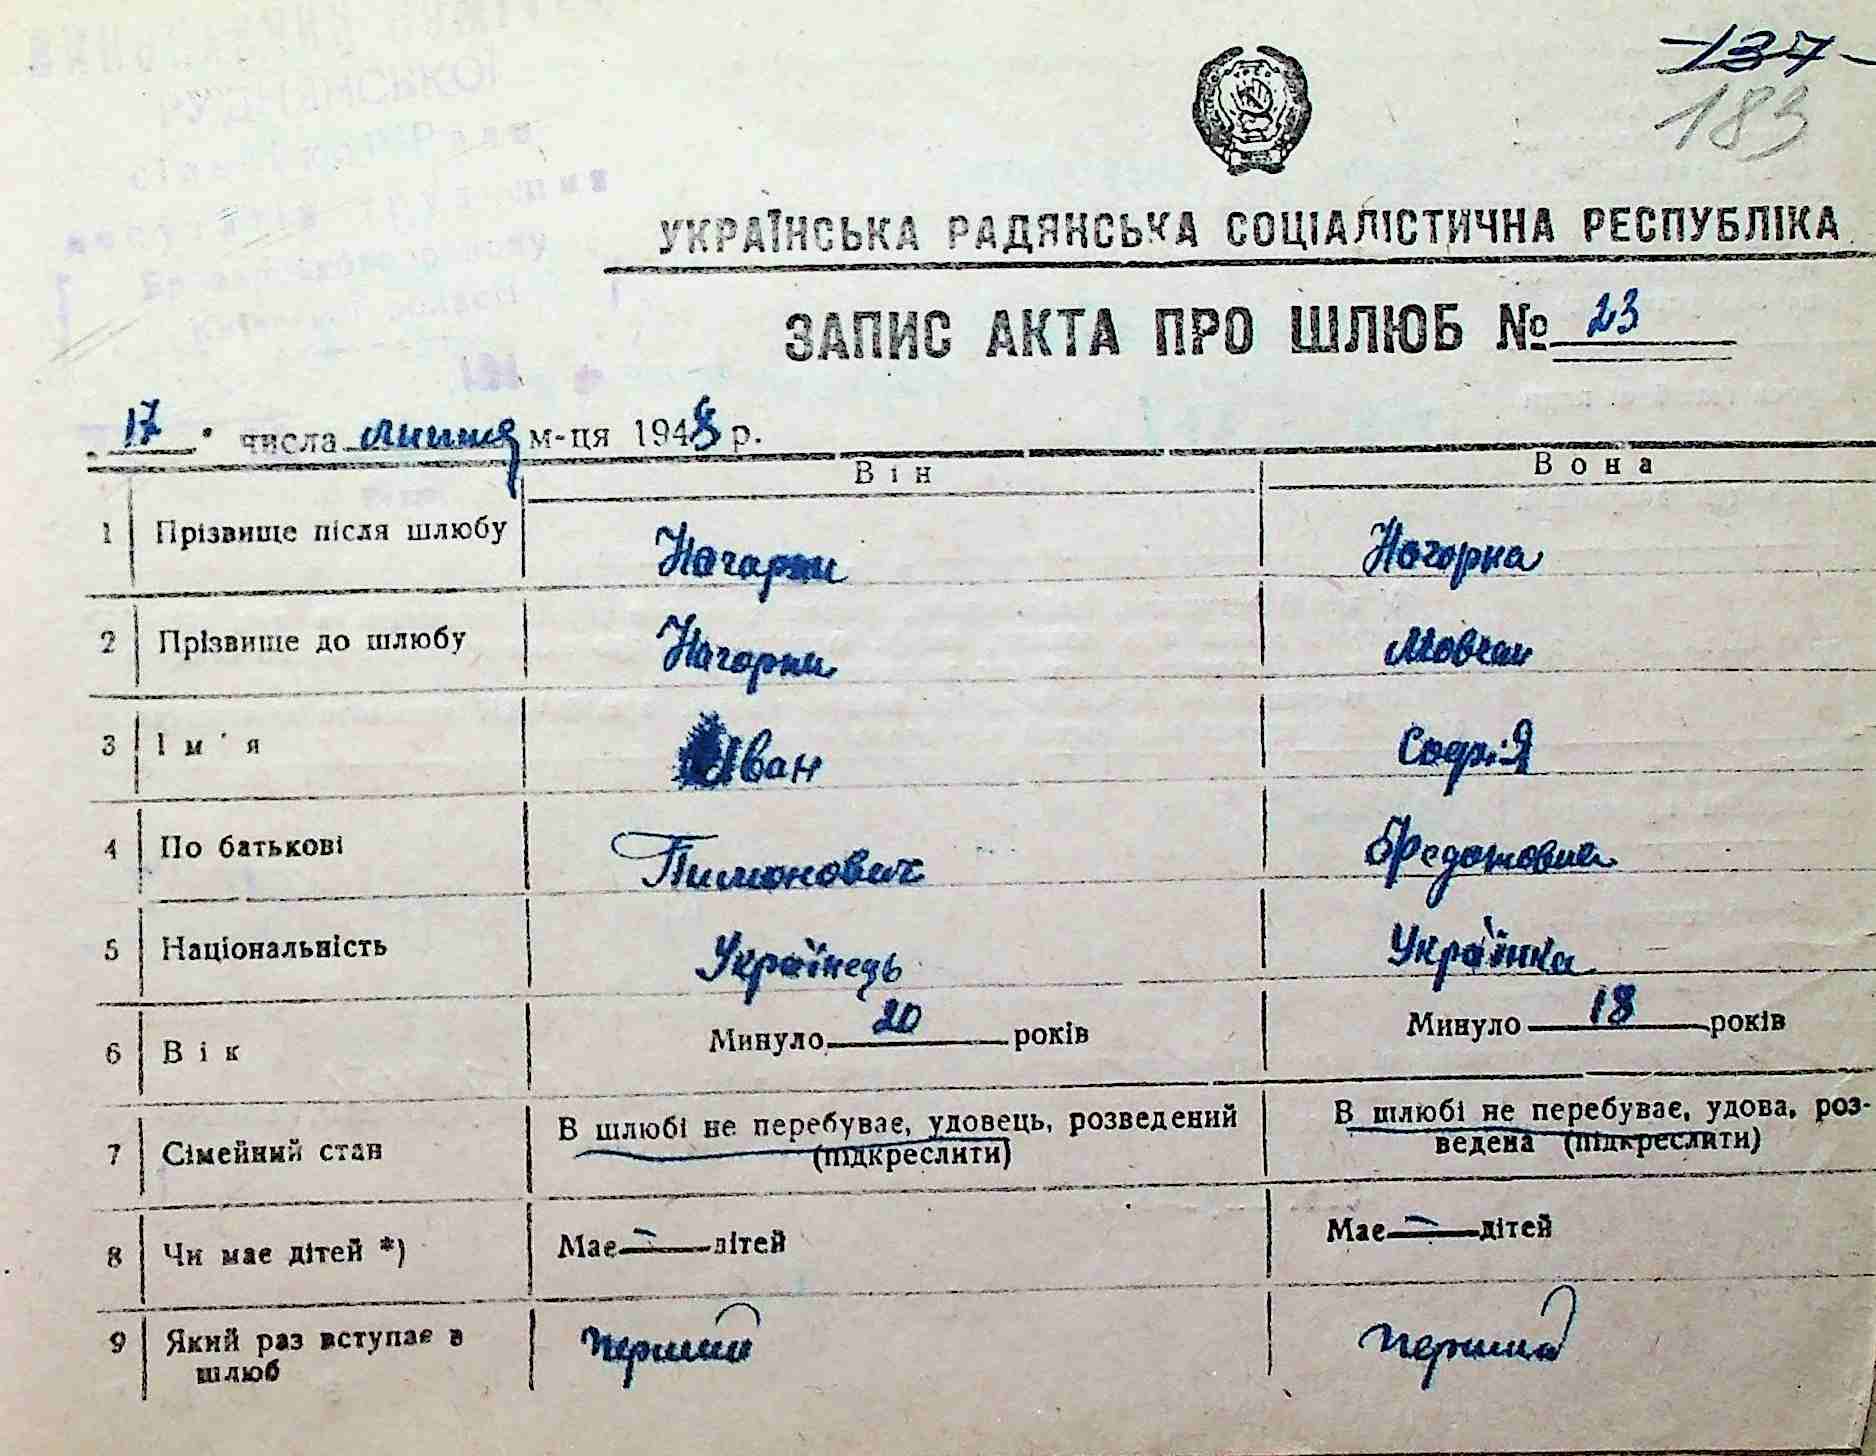 137
183
УКРАЇНСЬКА РАДЯНСЬКА СОЦІАЛІСТИЧНА РЕСПУБЛІКА
ЗАПИС АКТА ПРО ШЛЮБ № 23
17 числа липня м-ця 1948 р.
Він Вона
1 Прізвище після шлюбу Нагорни Нагорна
2 Прізвище до шлюбу Нагорни Мовчан
3 Ім'я Іван Софія
4 По батькові Пимонович Федотовна
5 Національність Українець Українка
6 Вік Минуло 20 років Минуло 18 років
7 Сімейний стан В шлюбі не перебуває, удовець, розведений В шлюбі не перебуває, удова, роз-
(підкреслити) ведена (підкреслити)
8 Чи має дітей *) Має — дітей Має — дітей
9 Який раз вступає в Перший Перший
шлюб